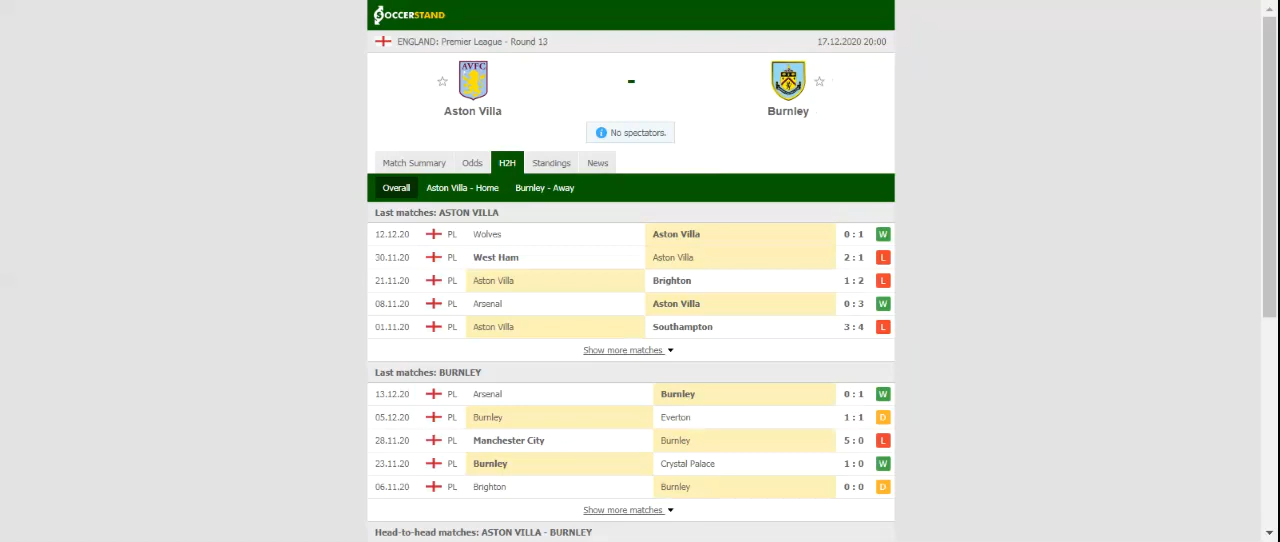 SOCCERSTAND
ENGLAND: Premier League - Round 13 17.12.2020 20:00
AVFC
-
Aston Villa Burnley
No spectators.
Match Summary Odds H2H Standings News
Overall Aston Villa - Home Burnley - Away
Last matches: ASTON VILLA
12.12.20 PL Wolves Aston Villa 0 : 1 W
30.11.20 PL West Ham Aston Villa 2 : 1 L
21.11.20 PL Aston Villa Brighton 1 : 2 L
08.11.20 PL Arsenal Aston Villa 0 : 3 W
01.11.20 PL Aston Villa Southampton 3 : 4 L
Show more matches
Last matches: BURNLEY
13.12.20 PL Arsenal Burnley 0 : 1 W
05.12.20 PL Burnley Everton 1 : 1 D
28.11.20 PL Manchester City Burnley 5 : 0 L
23.11.20 PL Burnley Crystal Palace 1 : 0 W
06.11.20 PL Brighton Burnley 0 : 0 D
Show more matches
Head-to-head matches: ASTON VILLA - BURNLEY